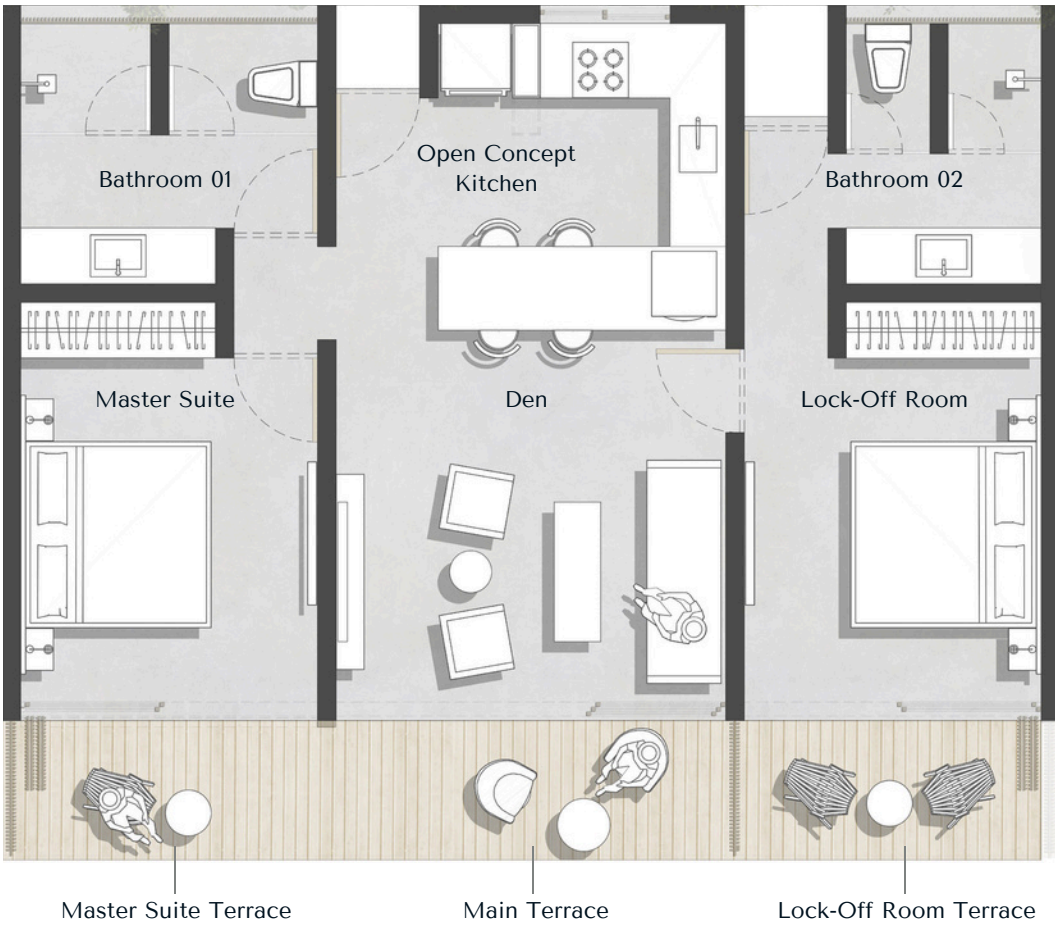 Open Concept
Kitchen
Bathroom 01
Bathroom 02
Master Suite
Den
Lock-Off Room
Master Suite Terrace
Main Terrace
Lock-Off Room Terrace